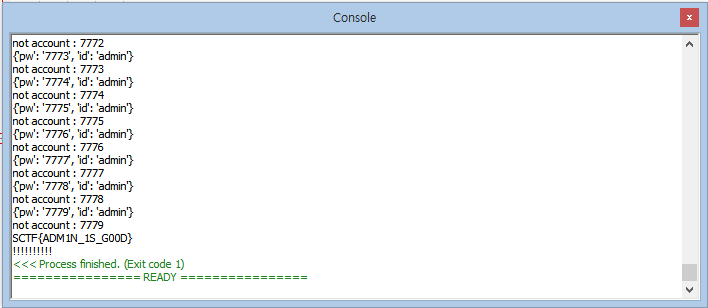 Console
not account : 7772
{'pw': '7773', 'id': 'admin'}
not account : 7773
{'pw': '7774', 'id': 'admin'}
not account : 7774
{'pw': '7775', 'id': 'admin'}
not account : 7775
{'pw': '7776', 'id': 'admin'}
not account : 7776
{'pw': '7777', 'id': 'admin'}
not account : 7777
{'pw': '7778', 'id': 'admin'}
not account : 7778
{'pw': '7779', 'id': 'admin'}
not account : 7779
SCTF{ADM1N_1S_G00D}
!!!!!!!!!!
<<< Process finished. (Exit code 1)
================ READY ================